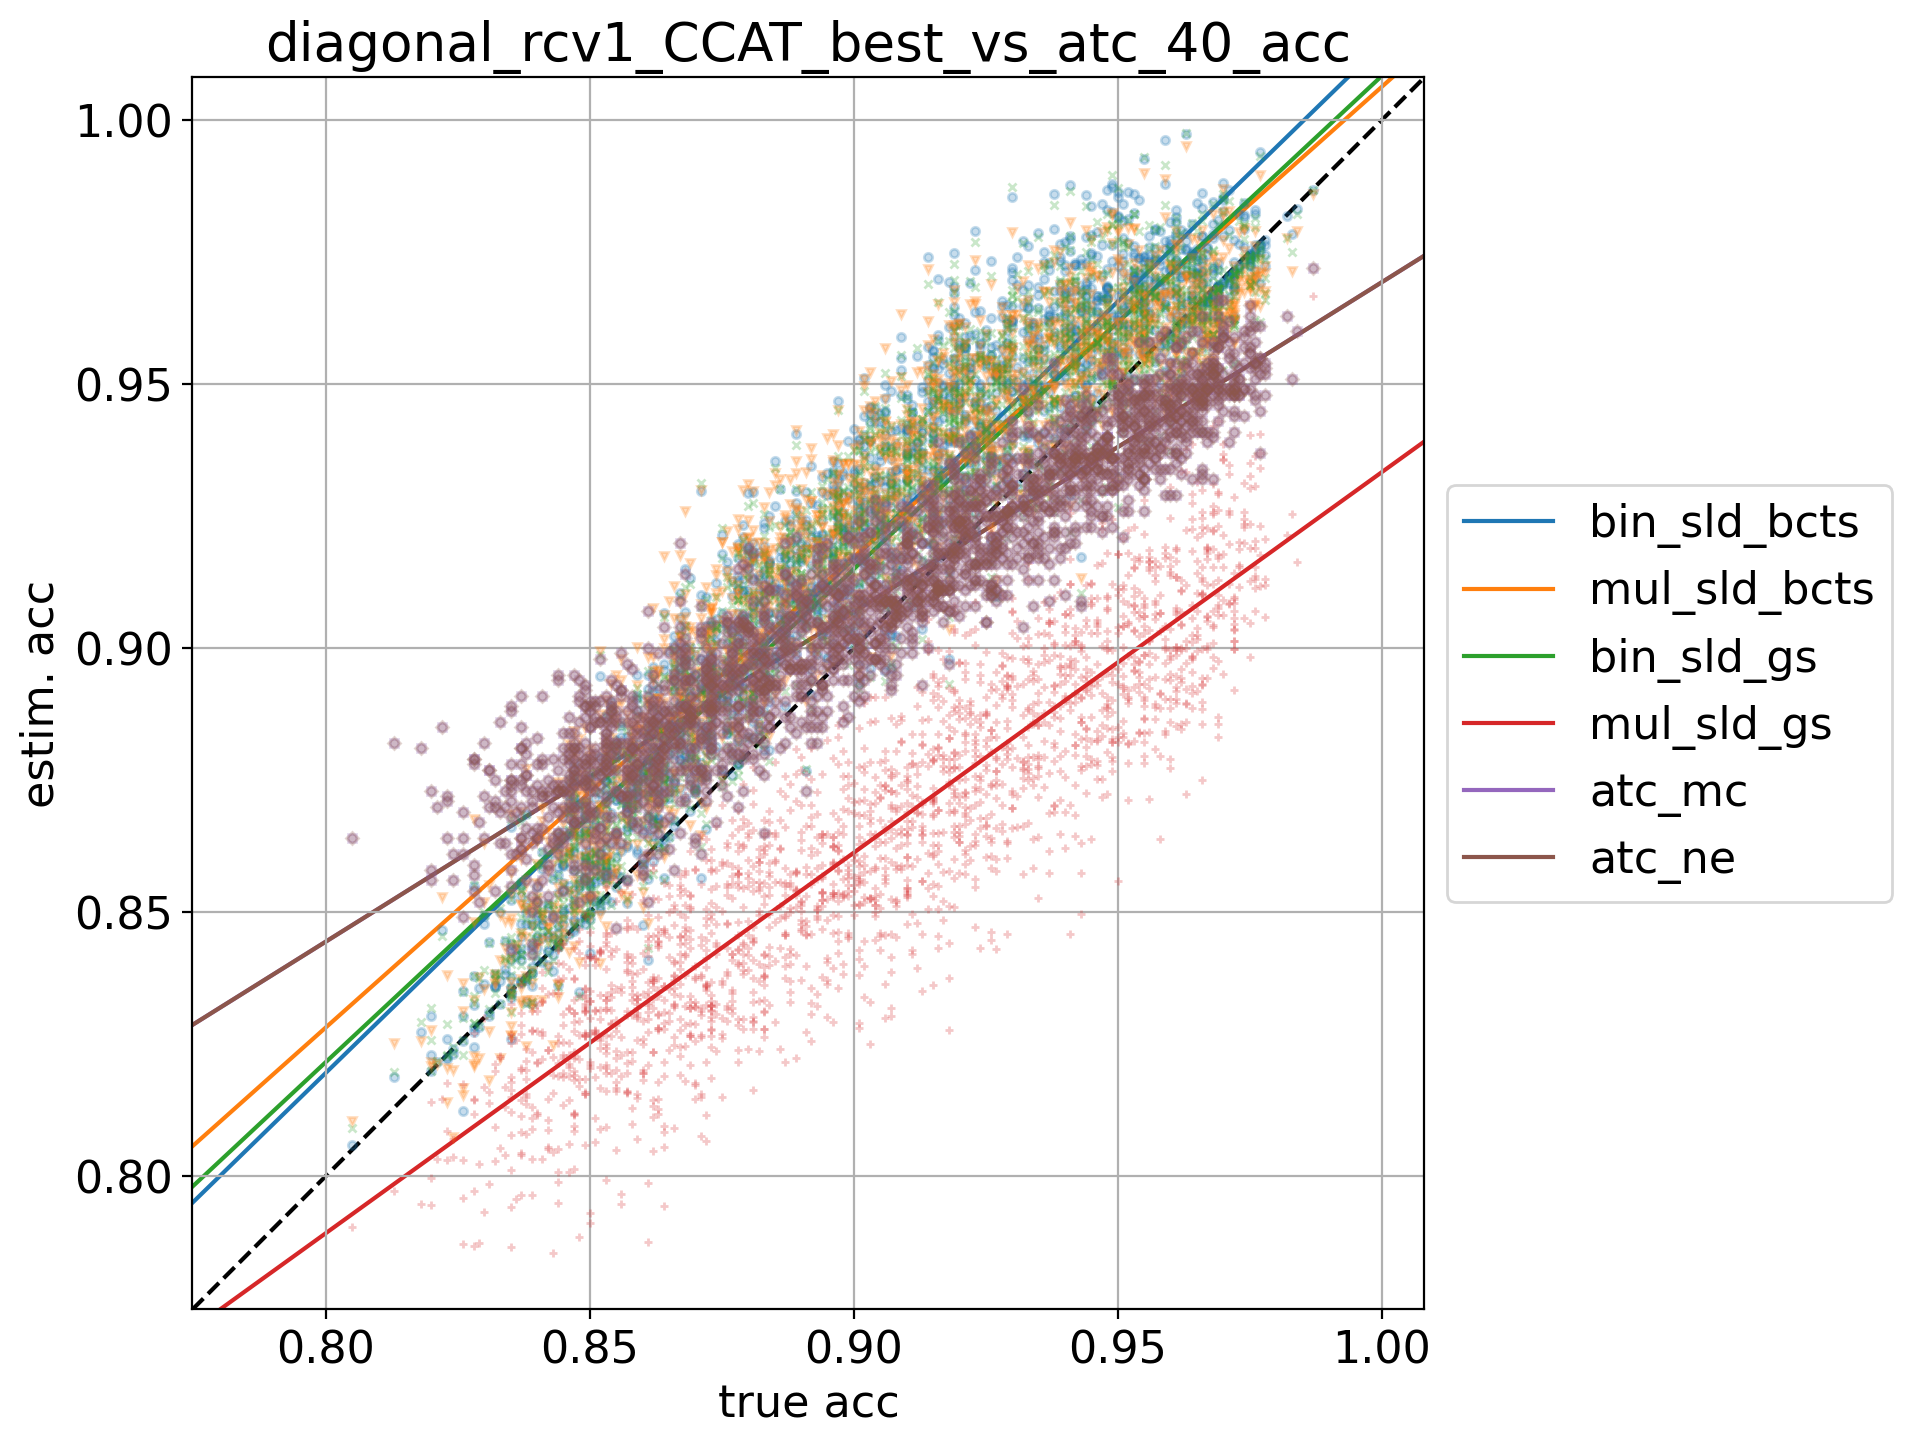 diagonal_rcv1_CCAT_best_vs_atc_40_acc
1.00
0.95
0.90
0.85
0.80
estim. acc
0.80 0.85 0.90 0.95 1.00
true acc
bin_sld_bcts
mul_sld_bcts
bin_sld_gs
mul_sld_gs
atc_mc
atc_ne